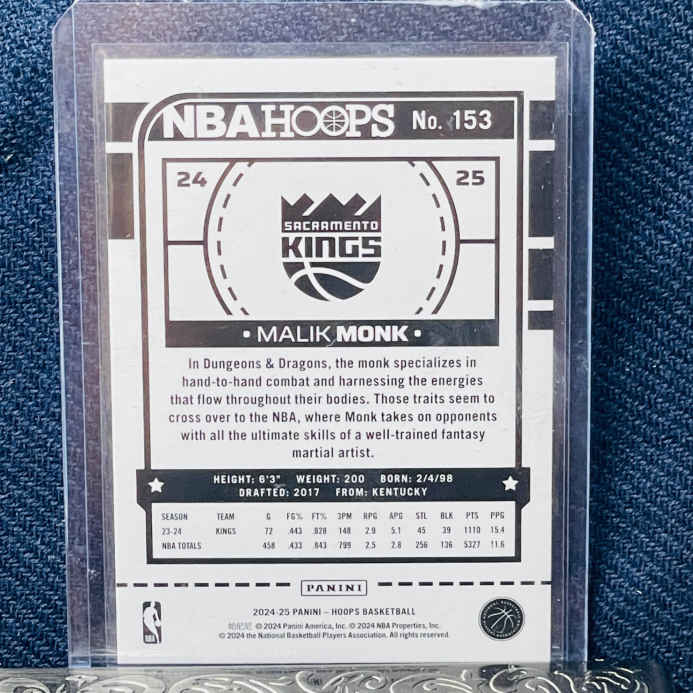 NBA HOOPS No. 153
24 25
SACRAMENTO
KINGS
• MALIK MONK •
In Dungeons & Dragons, the monk specializes in
hand-to-hand combat and harnessing the energies
that flow throughout their bodies. Those traits seem to
cross over to the NBA, where Monk takes on opponents
with all the ultimate skills of a well-trained fantasy
martial artist.
HEIGHT: 6'3" WEIGHT: 200 BORN: 2/4/98
DRAFTED: 2017 FROM: KENTUCKY
SEASON TEAM G FG% FT% 3PM RPG APG STL BLK PTS PPG
23-24 KINGS 72 .443 .828 148 2.9 5.1 45 39 1110 15.4
NBA TOTALS 458 .433 .843 799 2.5 2.8 256 136 5327 11.6
PANINI
2024-25 PANINI – HOOPS BASKETBALL
帕尼尼 © 2024 Panini America, Inc. © 2024 NBA Properties, Inc.
© 2024 the National Basketball Players Association. All rights reserved.
NBA